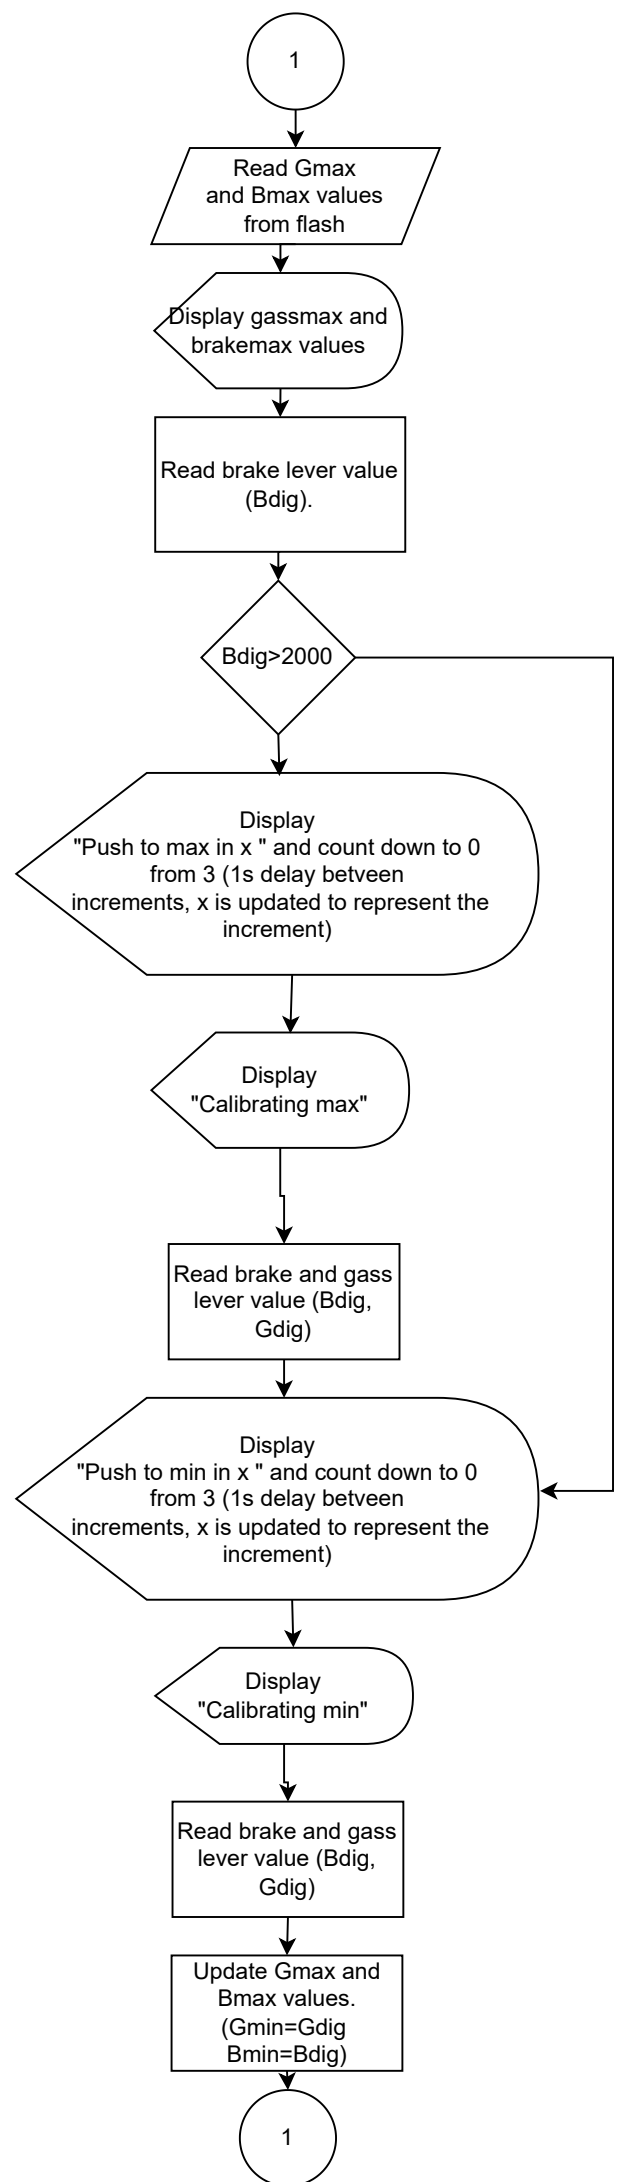 1
Read Gmax
and Bmax values
from flash
Display gassmax and
brakemax values
Read brake lever value
(Bdig).
Bdig>2000
Display
"Push to max in x " and count down to 0
from 3 (1s delay betveen
increments, x is updated to represent the
increment)
Display
"Calibrating max"
Read brake and gass
lever value (Bdig,
Gdig)
Display
"Push to min in x " and count down to 0
from 3 (1s delay betveen
increments, x is updated to represent the
increment)
Display
"Calibrating min"
Read brake and gass
lever value (Bdig,
Gdig)
Update Gmax and
Bmax values.
(Gmin=Gdig
Bmin=Bdig)
1